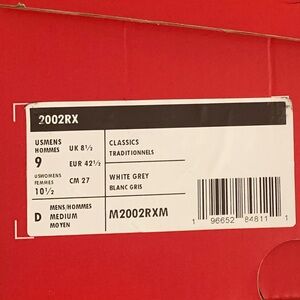 2002RX
USMENS
HOMMES
9
UK 8½
EUR 42½
USWOMENS
FEMMES
10½
CM 27
D
MENS/HOMMES
MEDIUM
MOYEN
CLASSICS
TRADITIONNELS
WHITE GREY
BLANC GRIS
M2002RXM
1 96652 84811 1